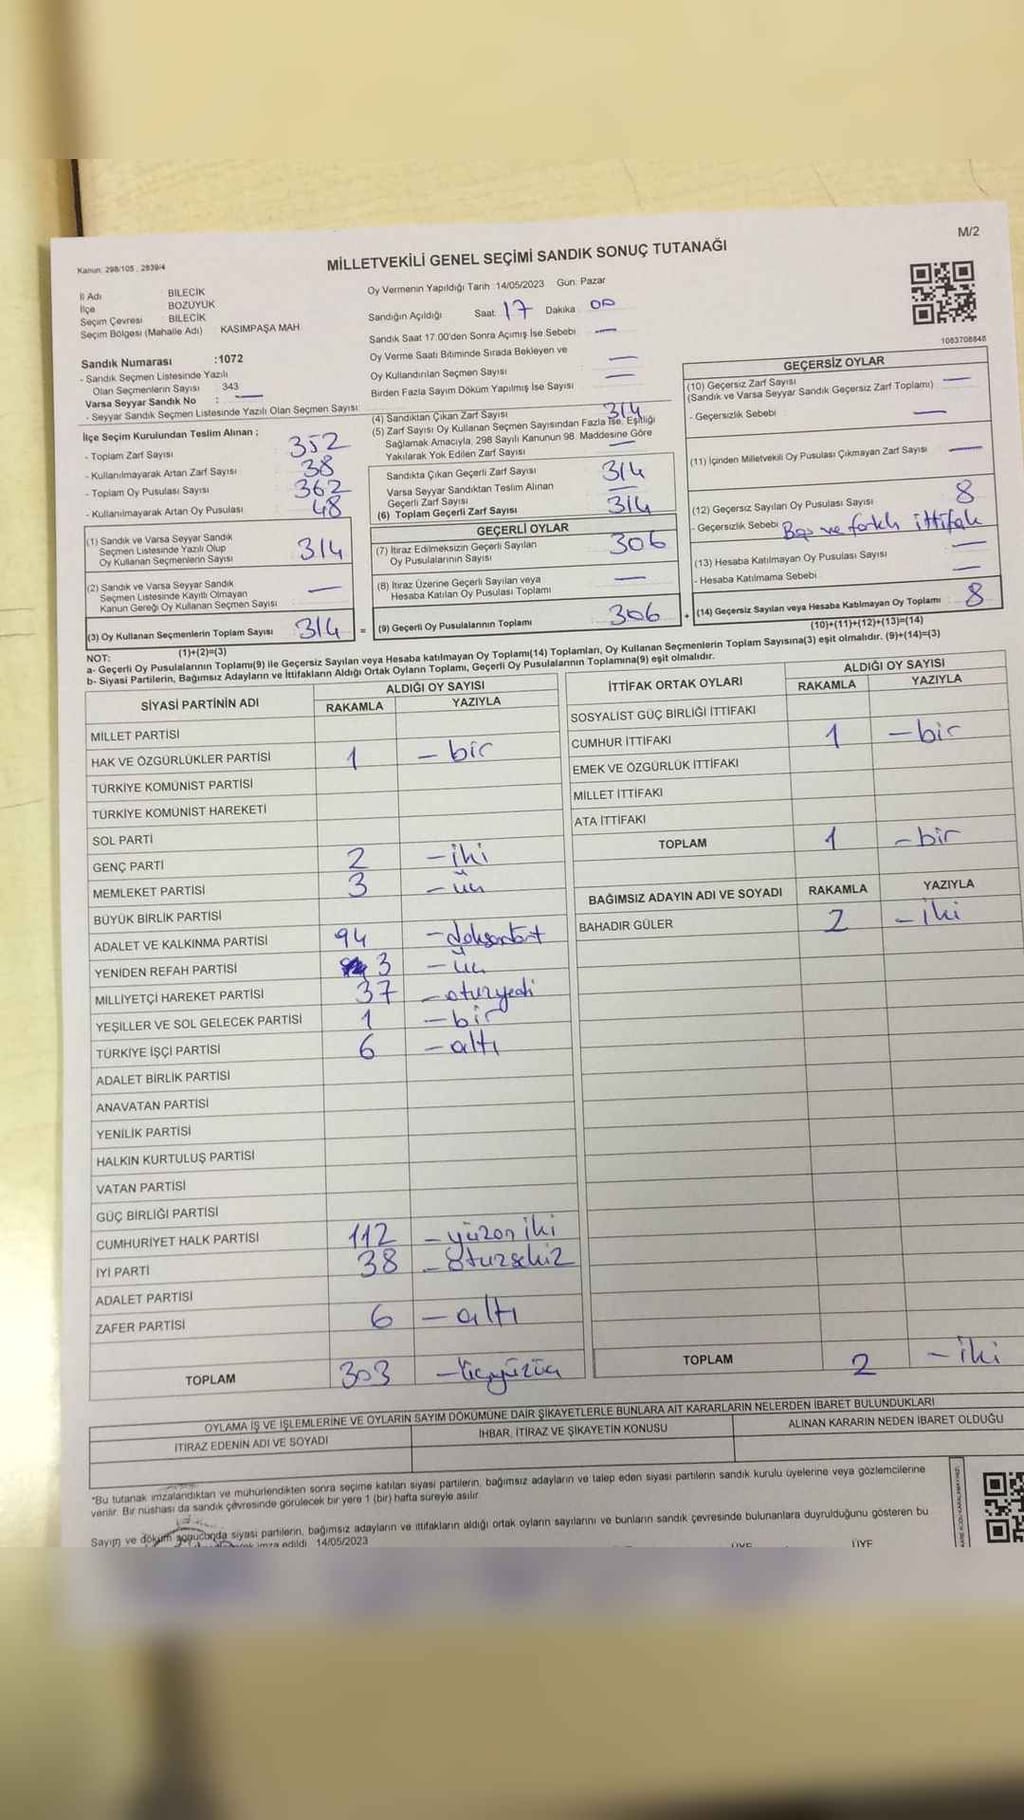 M/2
Kanun: 298/105 , 2839/4
MİLLETVEKİLİ GENEL SEÇİMİ SANDIK SONUÇ TUTANAĞI
İl Adı BİLECİK
İlçe BOZÜYÜK
Seçim Çevresi BİLECİK
Seçim Bölgesi (Mahalle Adı) KASIMPAŞA MAH
Sandık Numarası :1072
- Sandık Seçmen Listesinde Yazılı
Olan Seçmenlerin Sayısı 343
Varsa Seyyar Sandık No : —
- Seyyar Sandık Seçmen Listesinde Yazılı Olan Seçmen Sayısı:
Oy Vermenin Yapıldığı Tarih :14/05/2023 Gün: Pazar
Sandığın Açıldığı Saat 17 Dakika 00
Sandık Saat 17:00'den Sonra Açımış İse Sebebi —
Oy Verme Saati Bitiminde Sırada Bekleyen ve
Oy Kullandırılan Seçmen Sayısı —
Birden Fazla Sayım Döküm Yapılmış İse Sayısı —
1083708848
İlçe Seçim Kurulundan Teslim Alınan ;
- Toplam Zarf Sayısı 352
- Kullanılmayarak Artan Zarf Sayısı 38
- Toplam Oy Pusulası Sayısı 362
- Kullanılmayarak Artan Oy Pusulası 48
(4) Sandıktan Çıkan Zarf Sayısı 314
(5) Zarf Sayısı Oy Kullanan Seçmen Sayısından Fazla İse, Eşitliği
Sağlamak Amacıyla, 298 Sayılı Kanunun 98. Maddesine Göre
Yakılarak Yok Edilen Zarf Sayısı —
Sandıkta Çıkan Geçerli Zarf Sayısı 314
Varsa Seyyar Sandıktan Teslim Alınan
Geçerli Zarf Sayısı —
(6) Toplam Geçerli Zarf Sayısı 314
GEÇERSİZ OYLAR
(10) Geçersiz Zarf Sayısı
(Sandık ve Varsa Seyyar Sandık Geçersiz Zarf Toplamı) —
- Geçersizlik Sebebi —
(11) İçinden Milletvekili Oy Pusulası Çıkmayan Zarf Sayısı —
(12) Geçersiz Sayılan Oy Pusulası Sayısı 8
- Geçersizlik Sebebi Boş ve farklı ittifak
(13) Hesaba Katılmayan Oy Pusulası Sayısı —
- Hesaba Katılmama Sebebi —
(14) Geçersiz Sayılan veya Hesaba Katılmayan Oy Toplamı 8
(10)+(11)+(12)+(13)=(14)
(1) Sandık ve Varsa Seyyar Sandık
Seçmen Listesinde Yazılı Olup
Oy Kullanan Seçmenlerin Sayısı 314
(2) Sandık ve Varsa Seyyar Sandık
Seçmen Listesinde Kayıtlı Olmayan
Kanun Gereği Oy Kullanan Seçmen Sayısı —
(3) Oy Kullanan Seçmenlerin Toplam Sayısı 314
(1)+(2)=(3)
GEÇERLİ OYLAR
(7) İtiraz Edilmeksizin Geçerli Sayılan
Oy Pusulalarının Sayısı 306
(8) İtiraz Üzerine Geçerli Sayılan veya
Hesaba Katılan Oy Pusulası Toplamı —
= (9) Geçerli Oy Pusulalarının Toplamı 306 +
NOT:
a- Geçerli Oy Pusulalarının Toplamı(9) ile Geçersiz Sayılan veya Hesaba katılmayan Oy Toplamı(14) Toplamları, Oy Kullanan Seçmenlerin Toplam Sayısına(3) eşit olmalıdır. (9)+(14)=(3)
b- Siyasi Partilerin, Bağımsız Adayların ve İttifakların Aldığı Ortak Oyların Toplamı, Geçerli Oy Pusulalarının Toplamına(9) eşit olmalıdır.
SİYASİ PARTİNİN ADI ALDIĞI OY SAYISI
RAKAMLA YAZIYLA
MİLLET PARTİSİ
HAK VE ÖZGÜRLÜKLER PARTİSİ 1 – bir
TÜRKİYE KOMÜNİST PARTİSİ
TÜRKİYE KOMÜNİST HAREKETİ
SOL PARTİ
GENÇ PARTİ 2 – iki
MEMLEKET PARTİSİ 3 – üç
BÜYÜK BİRLİK PARTİSİ
ADALET VE KALKINMA PARTİSİ 94 – doksandört
YENİDEN REFAH PARTİSİ 3 – üç
MİLLİYETÇİ HAREKET PARTİSİ 37 – otuzyedi
YEŞİLLER VE SOL GELECEK PARTİSİ 1 – bir
TÜRKİYE İŞÇİ PARTİSİ 6 – altı
ADALET BİRLİK PARTİSİ
ANAVATAN PARTİSİ
YENİLİK PARTİSİ
HALKIN KURTULUŞ PARTİSİ
VATAN PARTİSİ
GÜÇ BİRLİĞİ PARTİSİ
CUMHURİYET HALK PARTİSİ 112 – yüzoniki
İYİ PARTİ 38 – otuzsekiz
ADALET PARTİSİ
ZAFER PARTİSİ 6 – altı
TOPLAM 303 – üçyüzüç
İTTİFAK ORTAK OYLARI ALDIĞI OY SAYISI
RAKAMLA YAZIYLA
SOSYALİST GÜÇ BİRLİĞİ İTTİFAKI
CUMHUR İTTİFAKI 1 – bir
EMEK VE ÖZGÜRLÜK İTTİFAKI
MİLLET İTTİFAKI
ATA İTTİFAKI
TOPLAM 1 – bir
BAĞIMSIZ ADAYIN ADI VE SOYADI RAKAMLA YAZIYLA
BAHADIR GÜLER 2 – iki
TOPLAM 2 – iki
OYLAMA İŞ VE İŞLEMLERİNE VE OYLARIN SAYIM DÖKÜMÜNE DAİR ŞİKAYETLERLE BUNLARA AİT KARARLARIN NELERDEN İBARET BULUNDUKLARI
İTİRAZ EDENİN ADI VE SOYADI İHBAR, İTİRAZ VE ŞİKAYETİN KONUSU ALINAN KARARIN NEDEN İBARET OLDUĞU
*Bu tutanak imzalandıktan ve mühürlendikten sonra seçime katılan siyasi partilerin, bağımsız adayların ve talep eden siyasi partilerin sandık kurulu üyelerine veya gözlemcilerine
verilir. Bir nüshası da sandık çevresinde görülecek bir yere 1 (bir) hafta süreyle asılır.
Sayım ve döküm sonucunda siyasi partilerin, bağımsız adayların ve ittifakların aldığı ortak oyların sayılarını ve bunların sandık çevresinde bulunanlara duyrulduğunu gösteren bu
imza edildi. 14/05/2023
ÜYE ÜYE